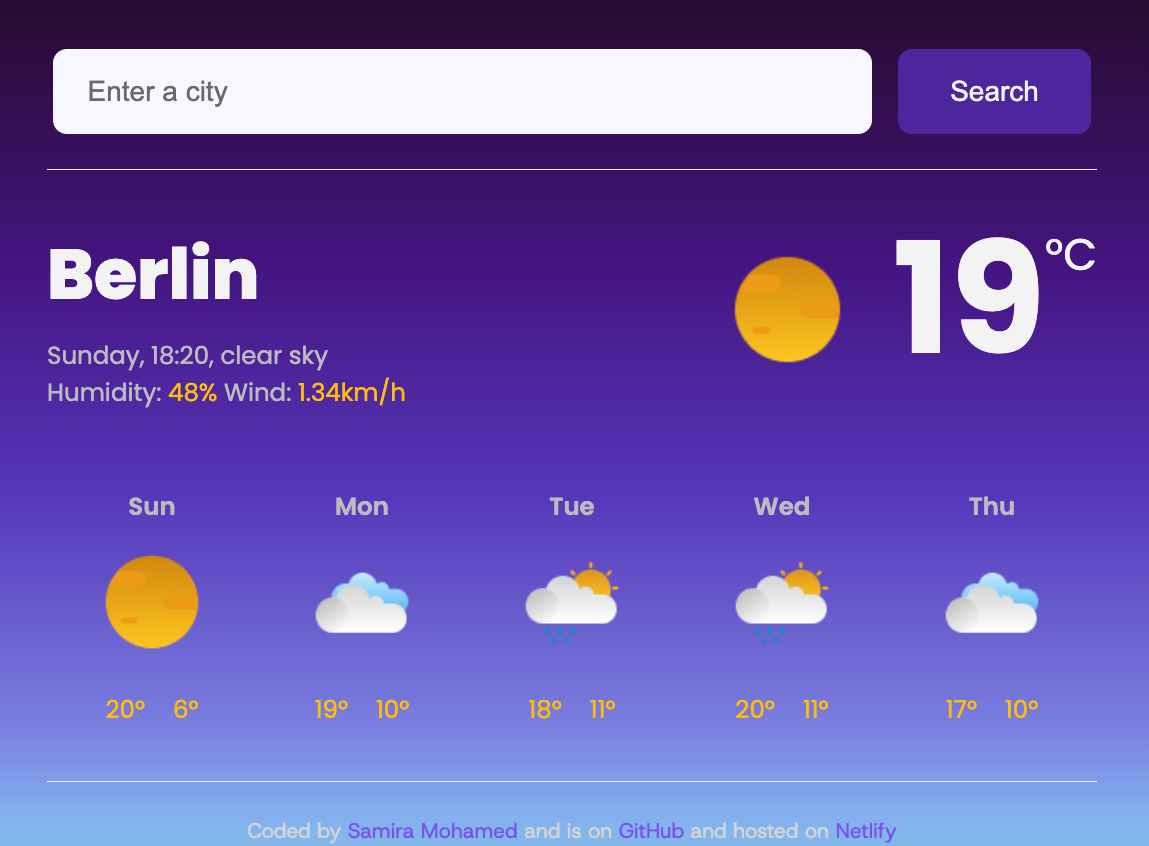 Enter a city Search
Berlin 19°C
Sunday, 18:20, clear sky
Humidity: 48% Wind: 1.34km/h
Sun Mon Tue Wed Thu
20° 6° 19° 10° 18° 11° 20° 11° 17° 10°
Coded by Samira Mohamed and is on GitHub and hosted on Netlify